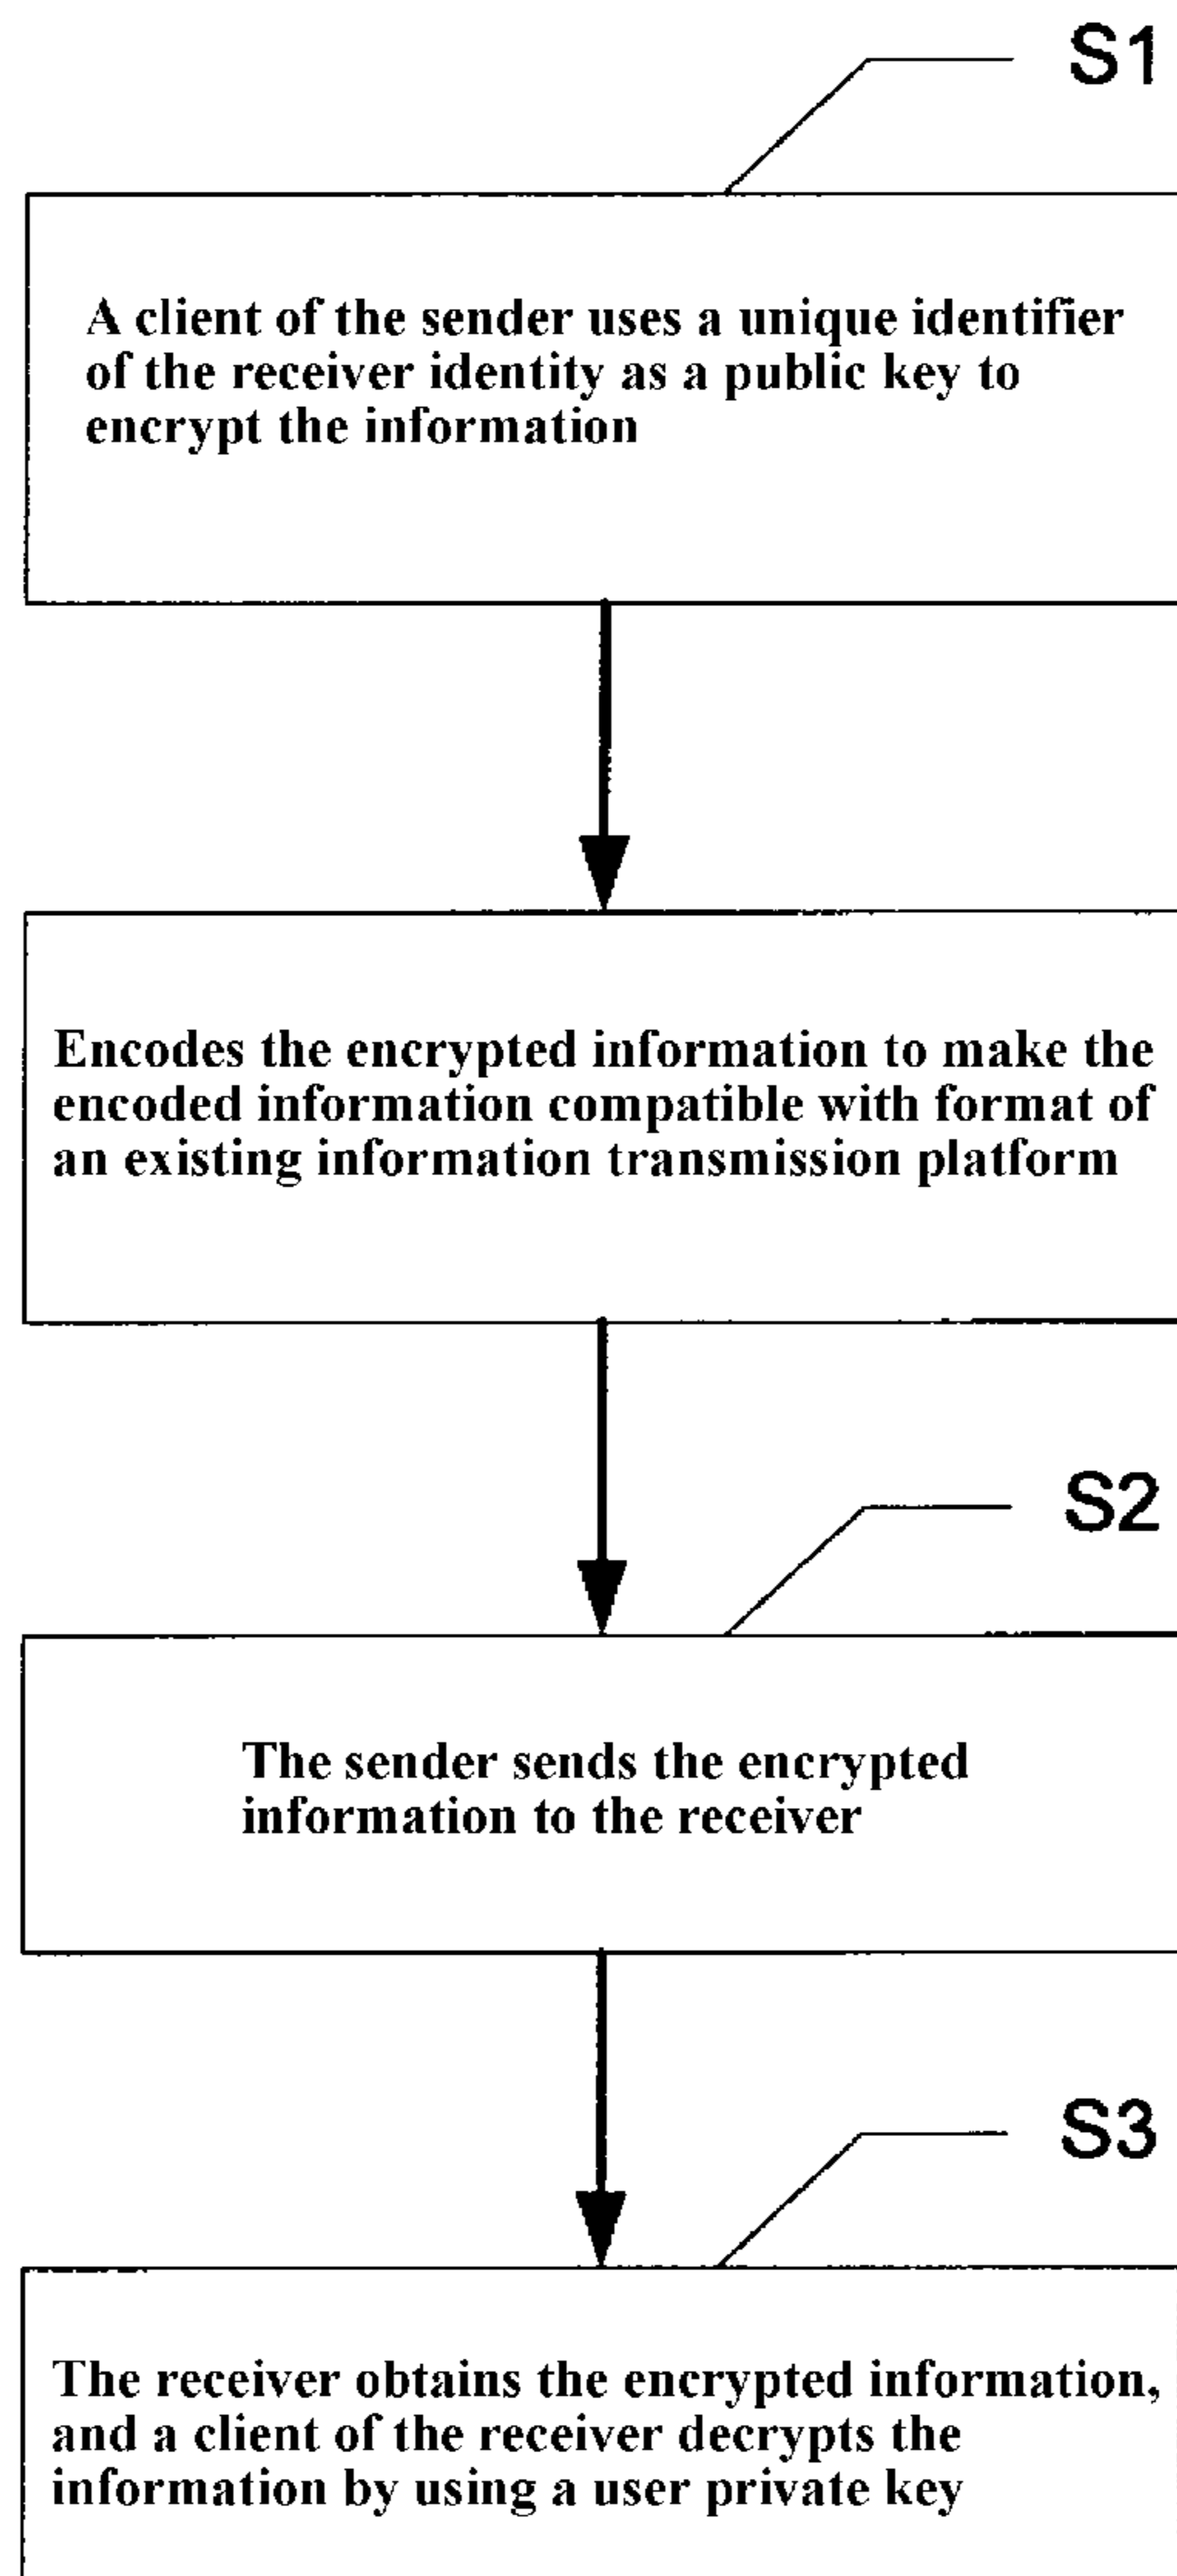 S1
A client of the sender uses a unique identifier
of the receiver identity as a public key to
encrypt the information
Encodes the encrypted information to make the
encoded information compatible with format of
an existing information transmission platform
S2
The sender sends the encrypted
information to the receiver
S3
The receiver obtains the encrypted information,
and a client of the receiver decrypts the
information by using a user private key